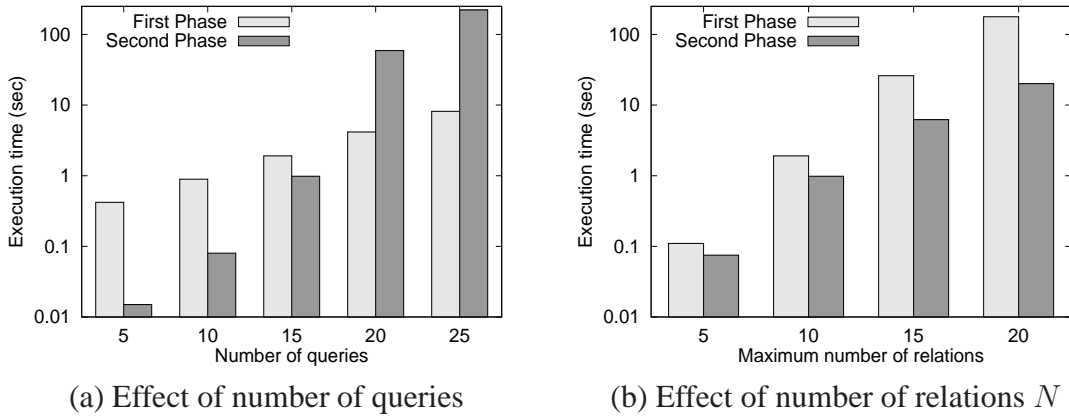 First Phase
Second Phase
Execution time (sec)
100
10
1
0.1
0.01
5 10 15 20 25
Number of queries
(a) Effect of number of queries
First Phase
Second Phase
Execution time (sec)
100
10
1
0.1
0.01
5 10 15 20
Maximum number of relations
(b) Effect of number of relations N